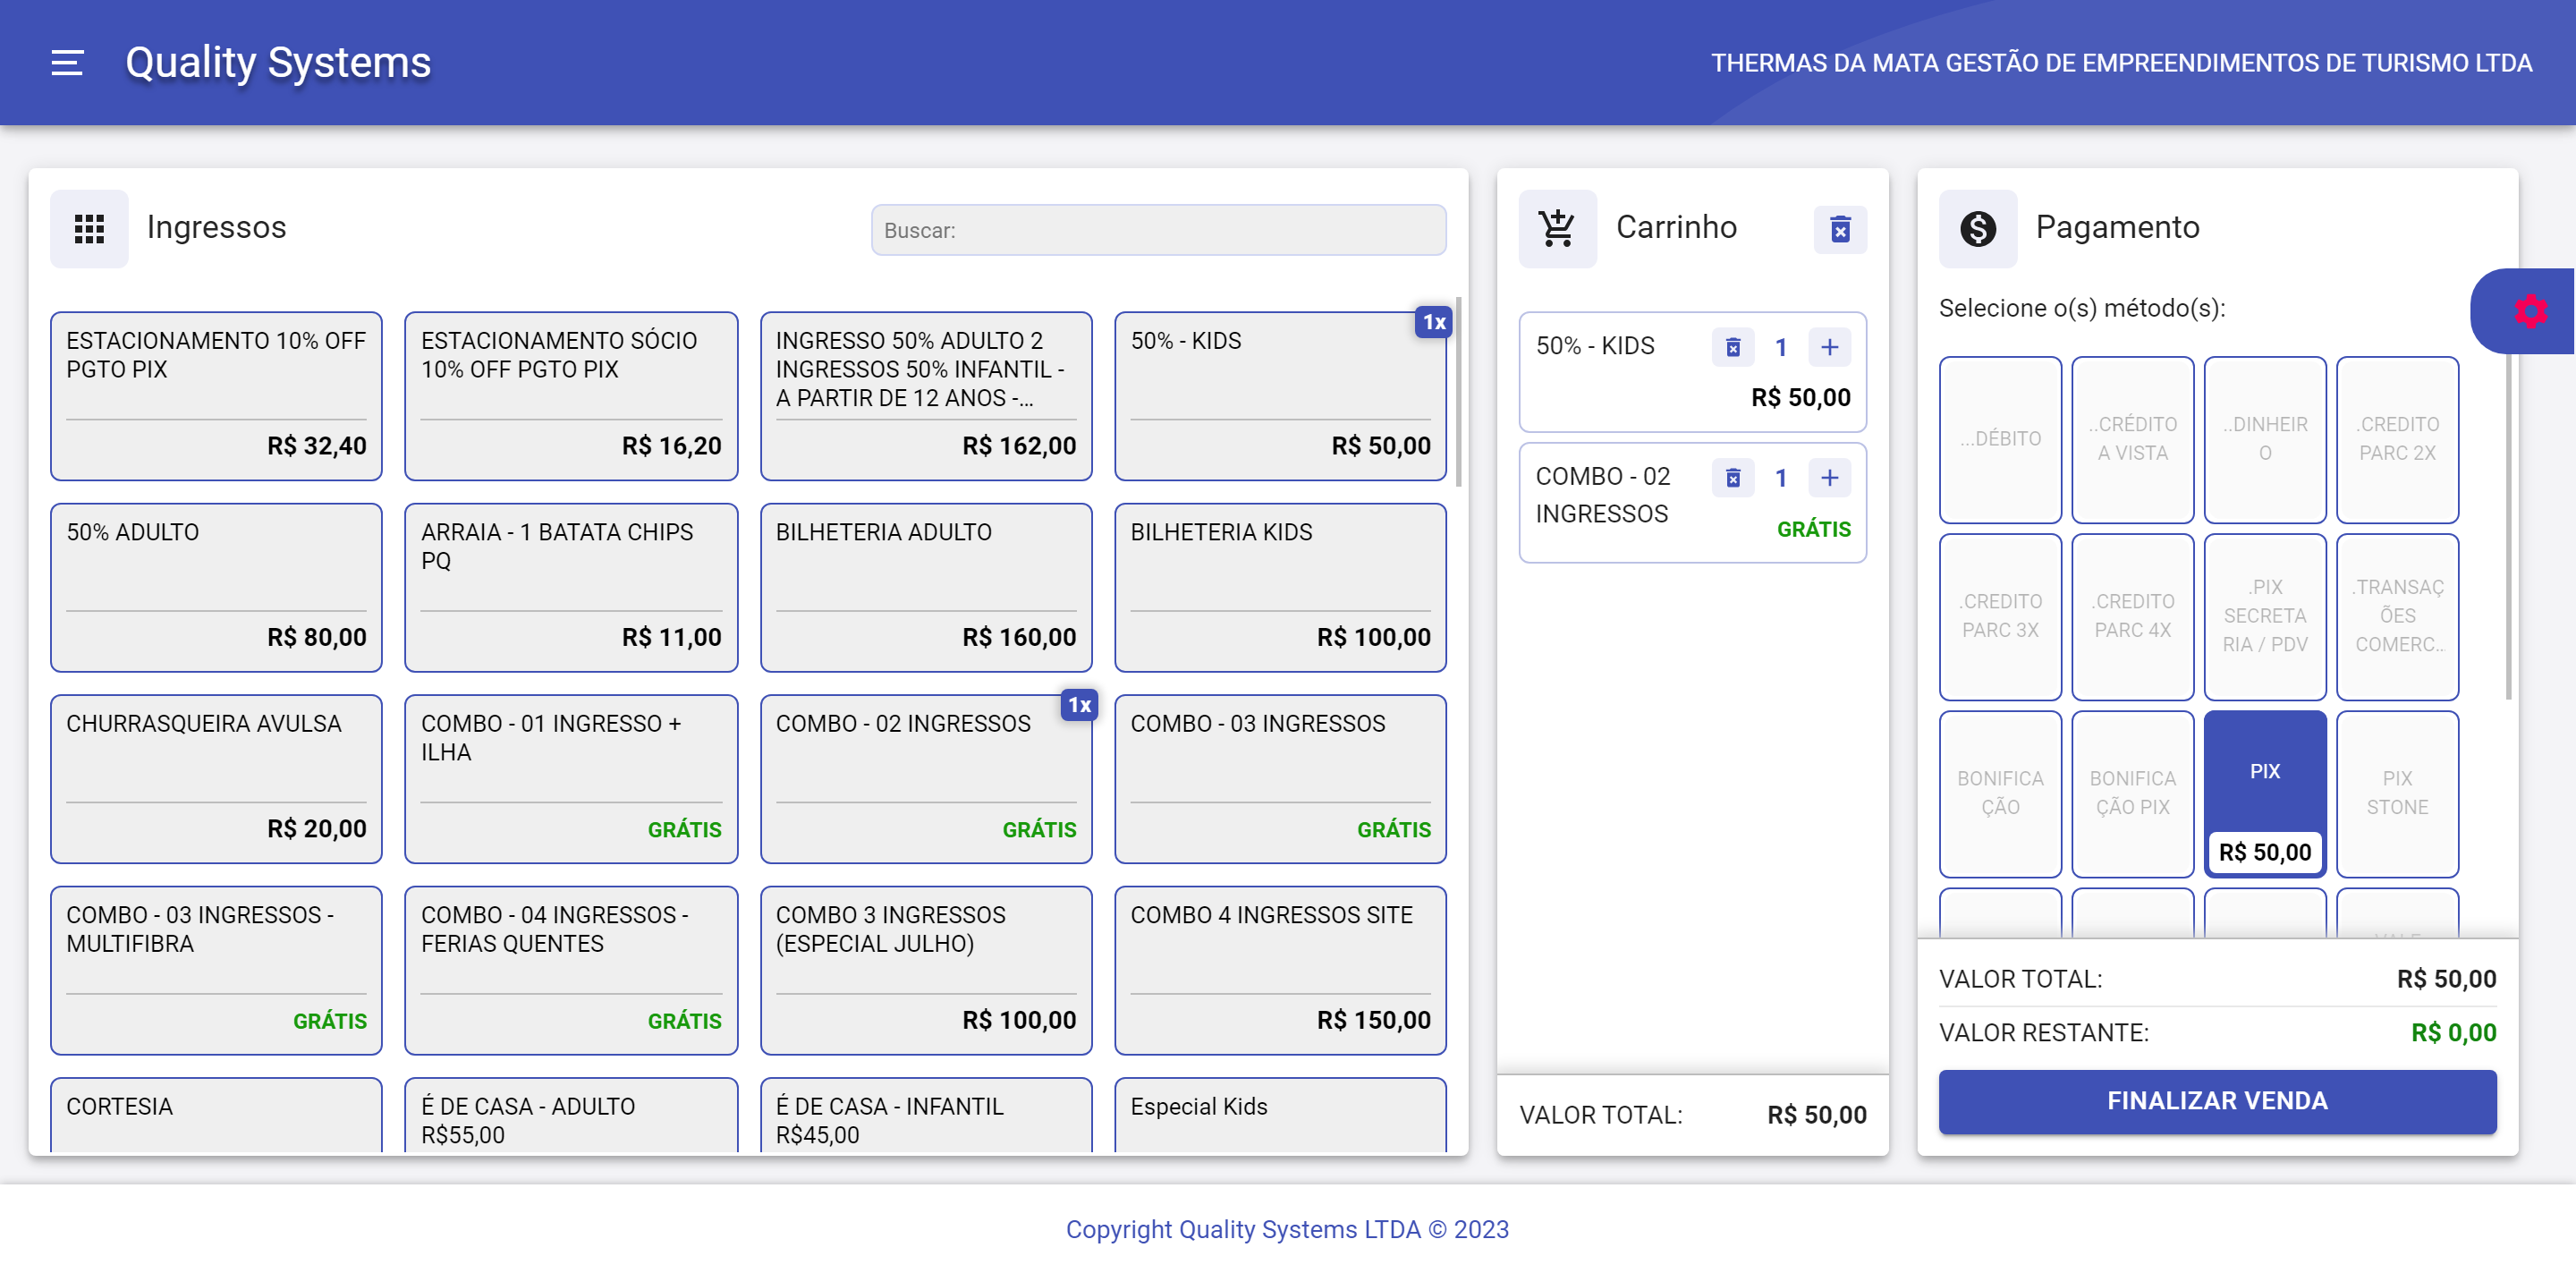 Quality Systems
THERMAS DA MATA GESTÃO DE EMPREENDIMENTOS DE TURISMO LTDA
Ingressos
Buscar:
ESTACIONAMENTO 10% OFF
PGTO PIX
R$ 32,40
ESTACIONAMENTO SÓCIO
10% OFF PGTO PIX
R$ 16,20
INGRESSO 50% ADULTO 2
INGRESSOS 50% INFANTIL -
A PARTIR DE 12 ANOS -...
R$ 162,00
1x
50% - KIDS
R$ 50,00
50% ADULTO
R$ 80,00
ARRAIA - 1 BATATA CHIPS
PQ
R$ 11,00
BILHETERIA ADULTO
R$ 160,00
BILHETERIA KIDS
R$ 100,00
CHURRASQUEIRA AVULSA
R$ 20,00
COMBO - 01 INGRESSO +
ILHA
GRÁTIS
1x
COMBO - 02 INGRESSOS
GRÁTIS
COMBO - 03 INGRESSOS
GRÁTIS
COMBO - 03 INGRESSOS -
MULTIFIBRA
GRÁTIS
COMBO - 04 INGRESSOS -
FERIAS QUENTES
GRÁTIS
COMBO 3 INGRESSOS
(ESPECIAL JULHO)
R$ 100,00
COMBO 4 INGRESSOS SITE
R$ 150,00
CORTESIA
É DE CASA - ADULTO
R$55,00
É DE CASA - INFANTIL
R$45,00
Especial Kids
Carrinho
50% - KIDS
1
R$ 50,00
COMBO - 02
INGRESSOS
1
GRÁTIS
VALOR TOTAL:
R$ 50,00
Pagamento
Selecione o(s) método(s):
...DÉBITO
..CRÉDITO
A VISTA
..DINHEIR
O
.CREDITO
PARC 2X
.CREDITO
PARC 3X
.CREDITO
PARC 4X
.PIX
SECRETA
RIA / PDV
.TRANSAÇ
ÕES
COMERC...
BONIFICA
ÇÃO
BONIFICA
ÇÃO PIX
PIX
R$ 50,00
PIX
STONE
VALOR TOTAL:
R$ 50,00
VALOR RESTANTE:
R$ 0,00
FINALIZAR VENDA
Copyright Quality Systems LTDA © 2023